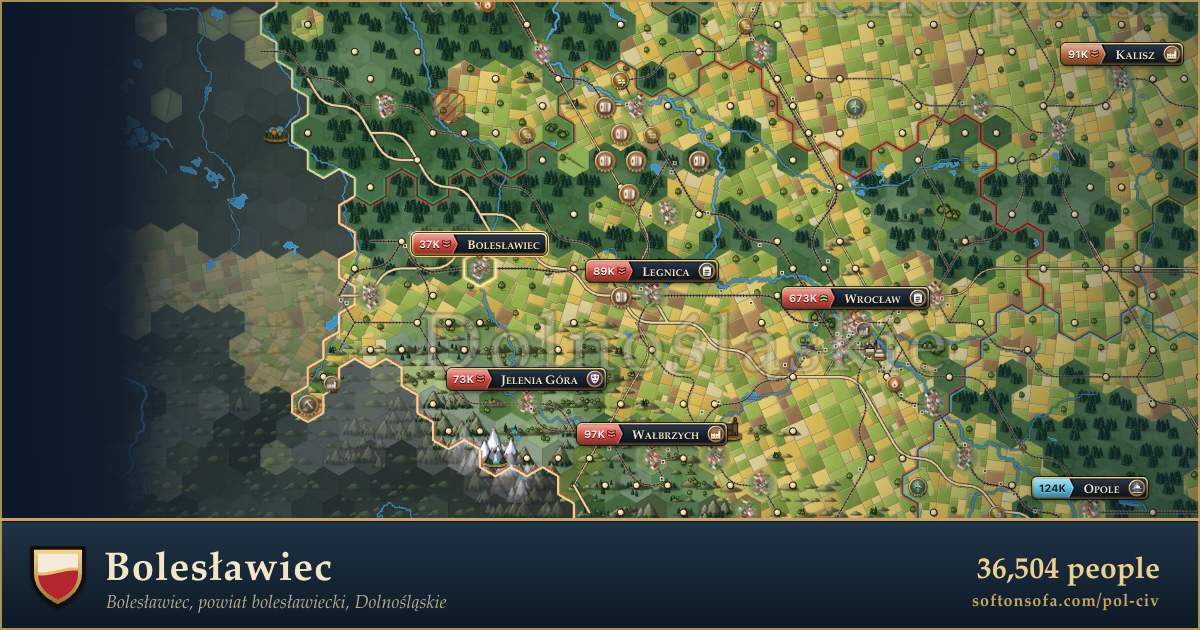 Wielkopolskie
91K KALISZ
37K BOLESŁAWIEC
89K LEGNICA
673K WROCŁAW
Dolnośląskie
73K JELENIA GÓRA
97K WAŁBRZYCH
124K OPOLE
Bolesławiec
36,504 people
Bolesławiec, powiat bolesławiecki, Dolnośląskie
softonsofa.com/pol-civ